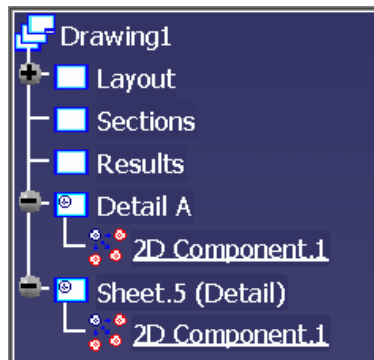 Drawing1
Layout
Sections
Results
Detail A
2D Component.1
Sheet.5 (Detail)
2D Component.1